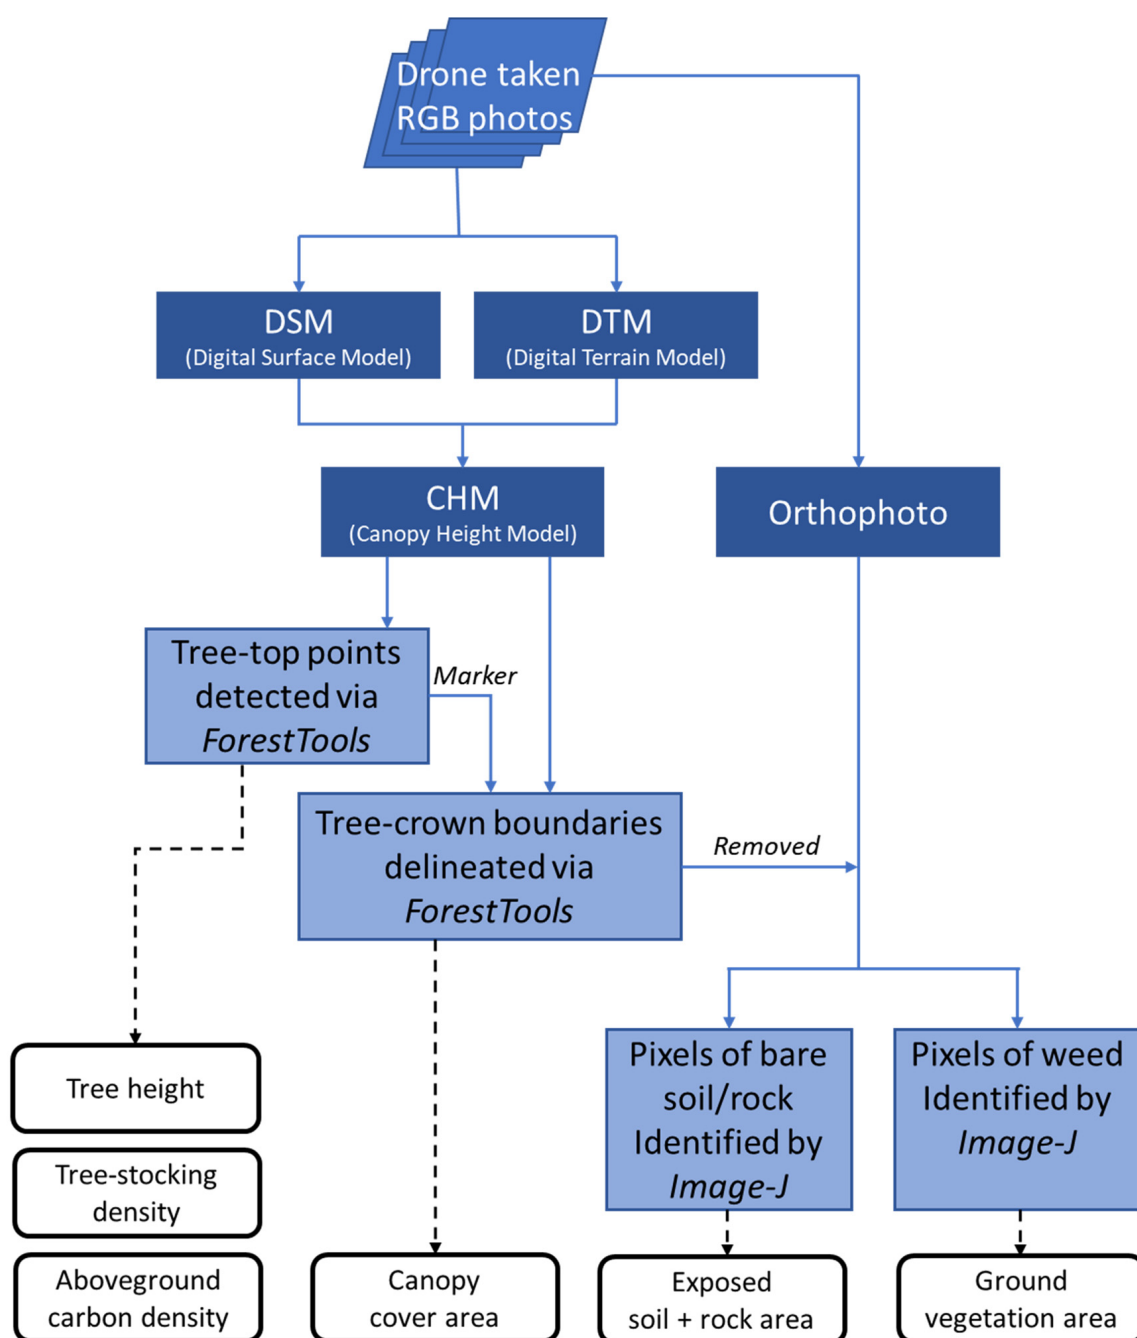 Drone taken
RGB photos
DSM
(Digital Surface Model)
DTM
(Digital Terrain Model)
CHM
(Canopy Height Model)
Orthophoto
Tree-top points
detected via
ForestTools
Marker
Tree-crown boundaries
delineated via
ForestTools
Removed
Pixels of bare
soil/rock
Identified by
Image-J
Pixels of weed
Identified by
Image-J
Tree height
Tree-stocking
density
Aboveground
carbon density
Canopy
cover area
Exposed
soil + rock area
Ground
vegetation area